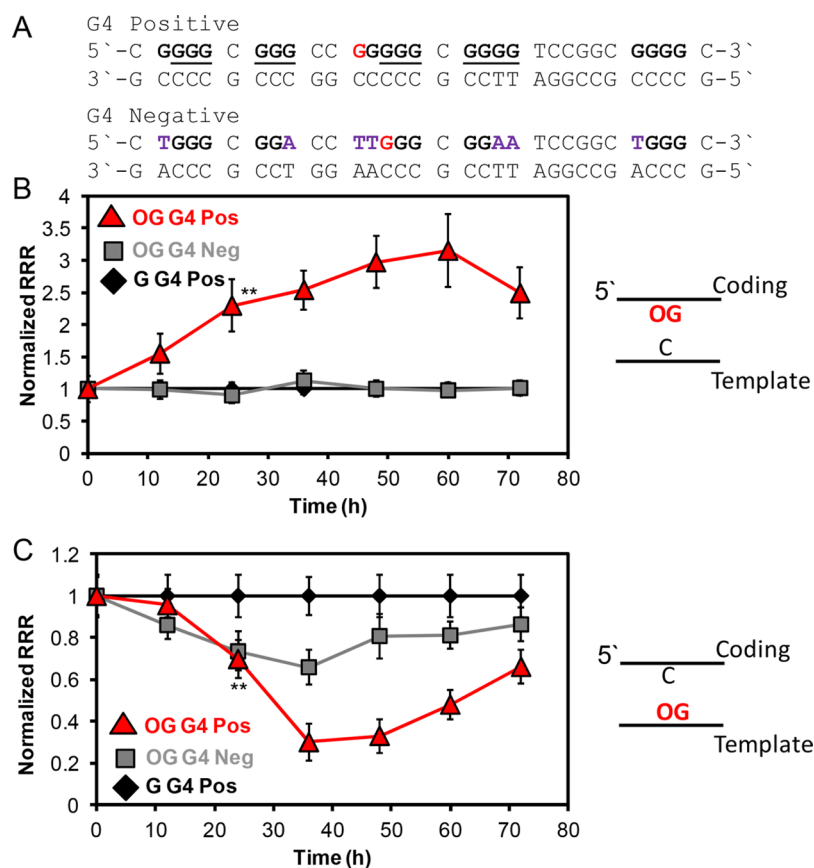 A
G4 Positive
5`-C GGGGG C GGG CC GGGGGG C GGGG TCCGGC GGGG C-3`
3`-G CCCC G CCC GG CCCCCC G CCTT AGGCCG CCCC G-5`
G4 Negative
5`-C TGGG C GGA CC TTGGG C GGAA TCCGGC TGGG C-3`
3`-G ACCC G CCT GG AACCC G CCTT AGGCCG ACCC G-5`
B
4
3.5
3
2.5
2
1.5
1
0.5
0
Normalized RRR
OG G4 Pos
OG G4 Neg
G G4 Pos
**
0 10 20 30 40 50 60 70 80
Time (h)
5` Coding
OG
C
Template
C
1.2
1
0.8
0.6
0.4
0.2
0
Normalized RRR
**
OG G4 Pos
OG G4 Neg
G G4 Pos
0 10 20 30 40 50 60 70 80
Time (h)
5` Coding
C
OG
Template